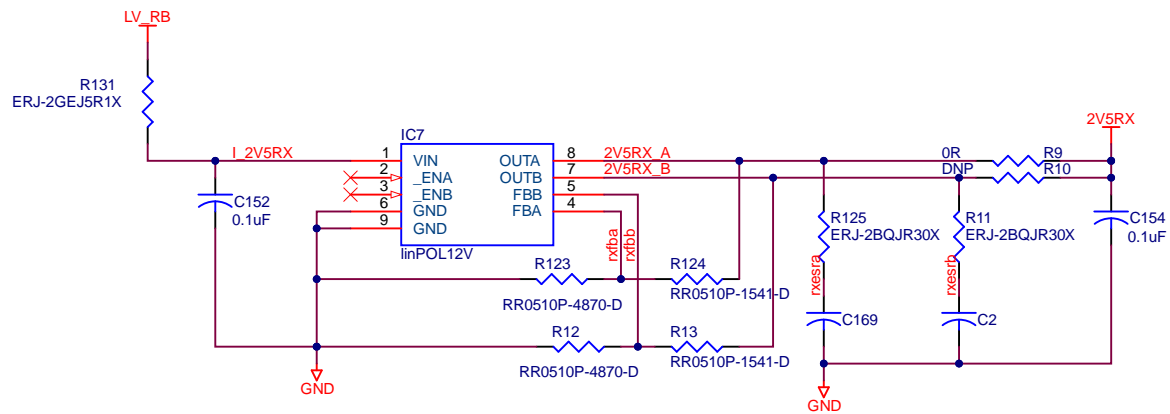 LV_RB
R131
ERJ-2GEJ5R1X
I_2V5RX
C152
0.1uF
IC7
1 VIN OUTA 8
2 _ENA OUTB 7
3 _ENB FBB 5
6 GND FBA 4
9 GND
linPOL12V
2V5RX_A
2V5RX_B
rxfba
rxfbb
R123
RR0510P-4870-D
R124
RR0510P-1541-D
R12
RR0510P-4870-D
R13
RR0510P-1541-D
GND
0R R9
DNP R10
2V5RX
R125
ERJ-2BQJR30X
R11
ERJ-2BQJR30X
rxesra
rxesrb
C169
C2
C154
0.1uF
GND